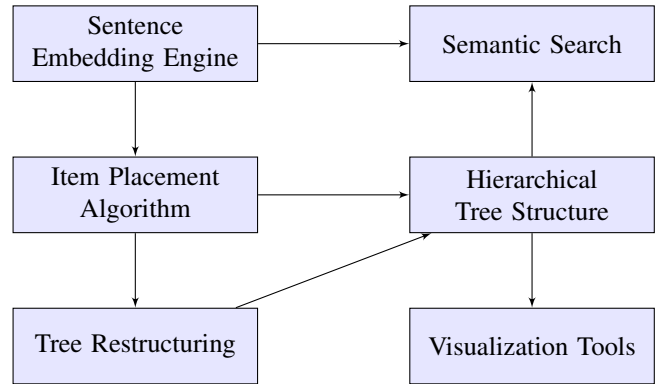 Sentence
Embedding Engine
Semantic Search
Item Placement
Algorithm
Hierarchical
Tree Structure
Tree Restructuring
Visualization Tools